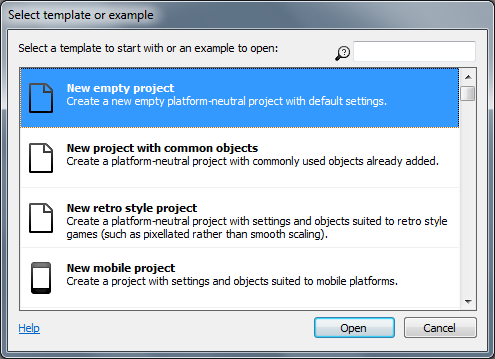 Select template or example
Select a template to start with or an example to open:
New empty project
Create a new empty platform-neutral project with default settings.
New project with common objects
Create a platform-neutral project with commonly used objects already added.
New retro style project
Create a platform-neutral project with settings and objects suited to retro style
games (such as pixellated rather than smooth scaling).
New mobile project
Create a project with settings and objects suited to mobile platforms.
Help
Open
Cancel